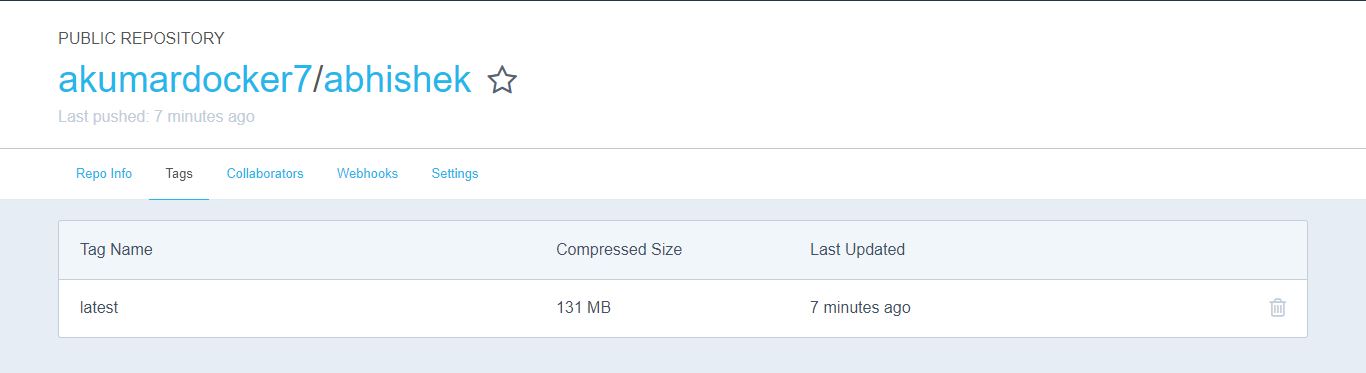 PUBLIC REPOSITORY
akumardocker7/abhishek
Last pushed: 7 minutes ago
Repo Info Tags Collaborators Webhooks Settings
Tag Name Compressed Size Last Updated
latest 131 MB 7 minutes ago